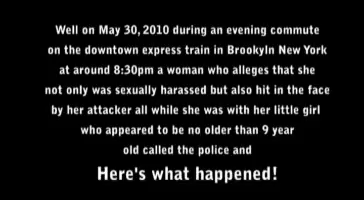 Well on May 30, 2010 during an evening commute
on the downtown express train in Brooklyn New York
at around 8:30pm a woman who alleges that she
not only was sexually harassed but also hit in the face
by her attacker all while she was with her little girl
who appeared to be no older than 9 year
old called the police and
Here's what happened!